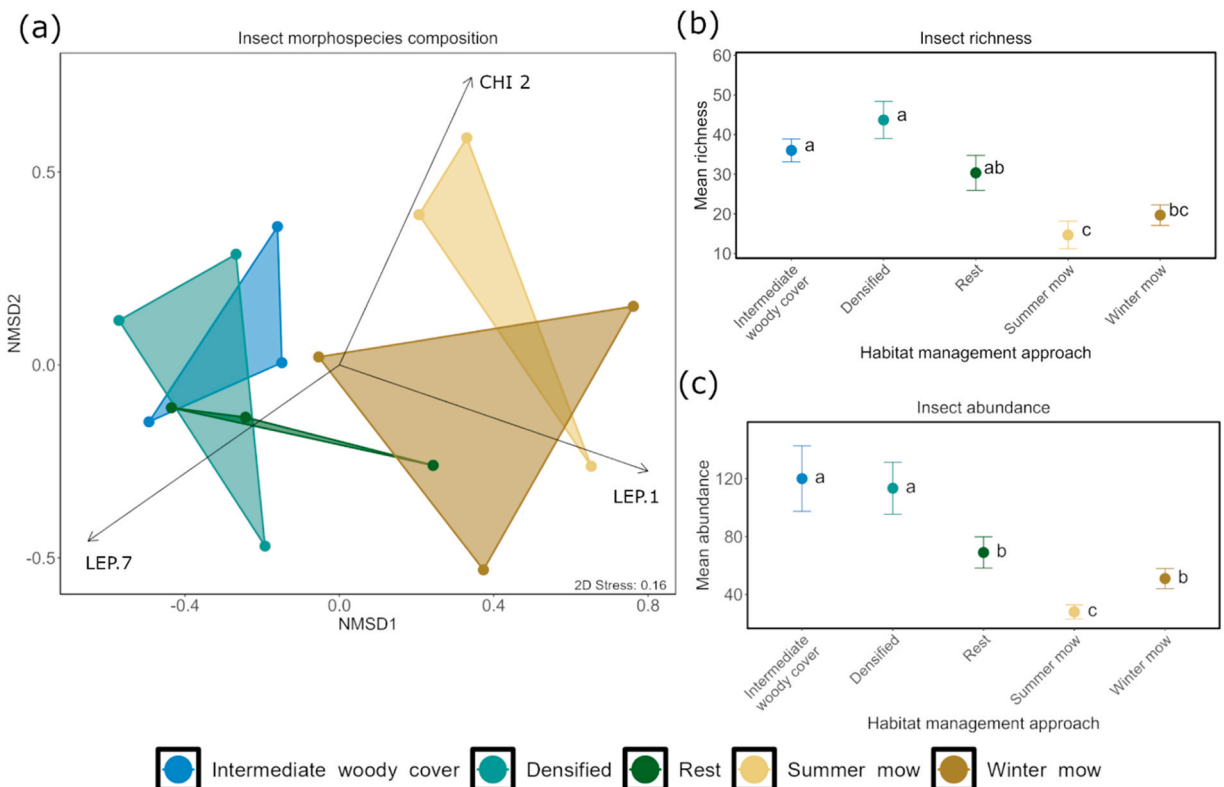 (a)
Insect morphospecies composition
CHI 2
LEP.1
LEP.7
2D Stress: 0.16
0.5
0.0
-0.5
NMSD2
-0.4
0.0
0.4
0.8
NMSD1
(b)
Insect richness
Mean richness
60
50
40
30
20
10
a
a
ab
c
bc
Intermediate
woody cover
Densified
Rest
Summer mow
Winter mow
Habitat management approach
(c)
Insect abundance
Mean abundance
120
80
40
a
a
b
c
b
Intermediate
woody cover
Densified
Rest
Summer mow
Winter mow
Habitat management approach
Intermediate woody cover Densified Rest Summer mow Winter mow